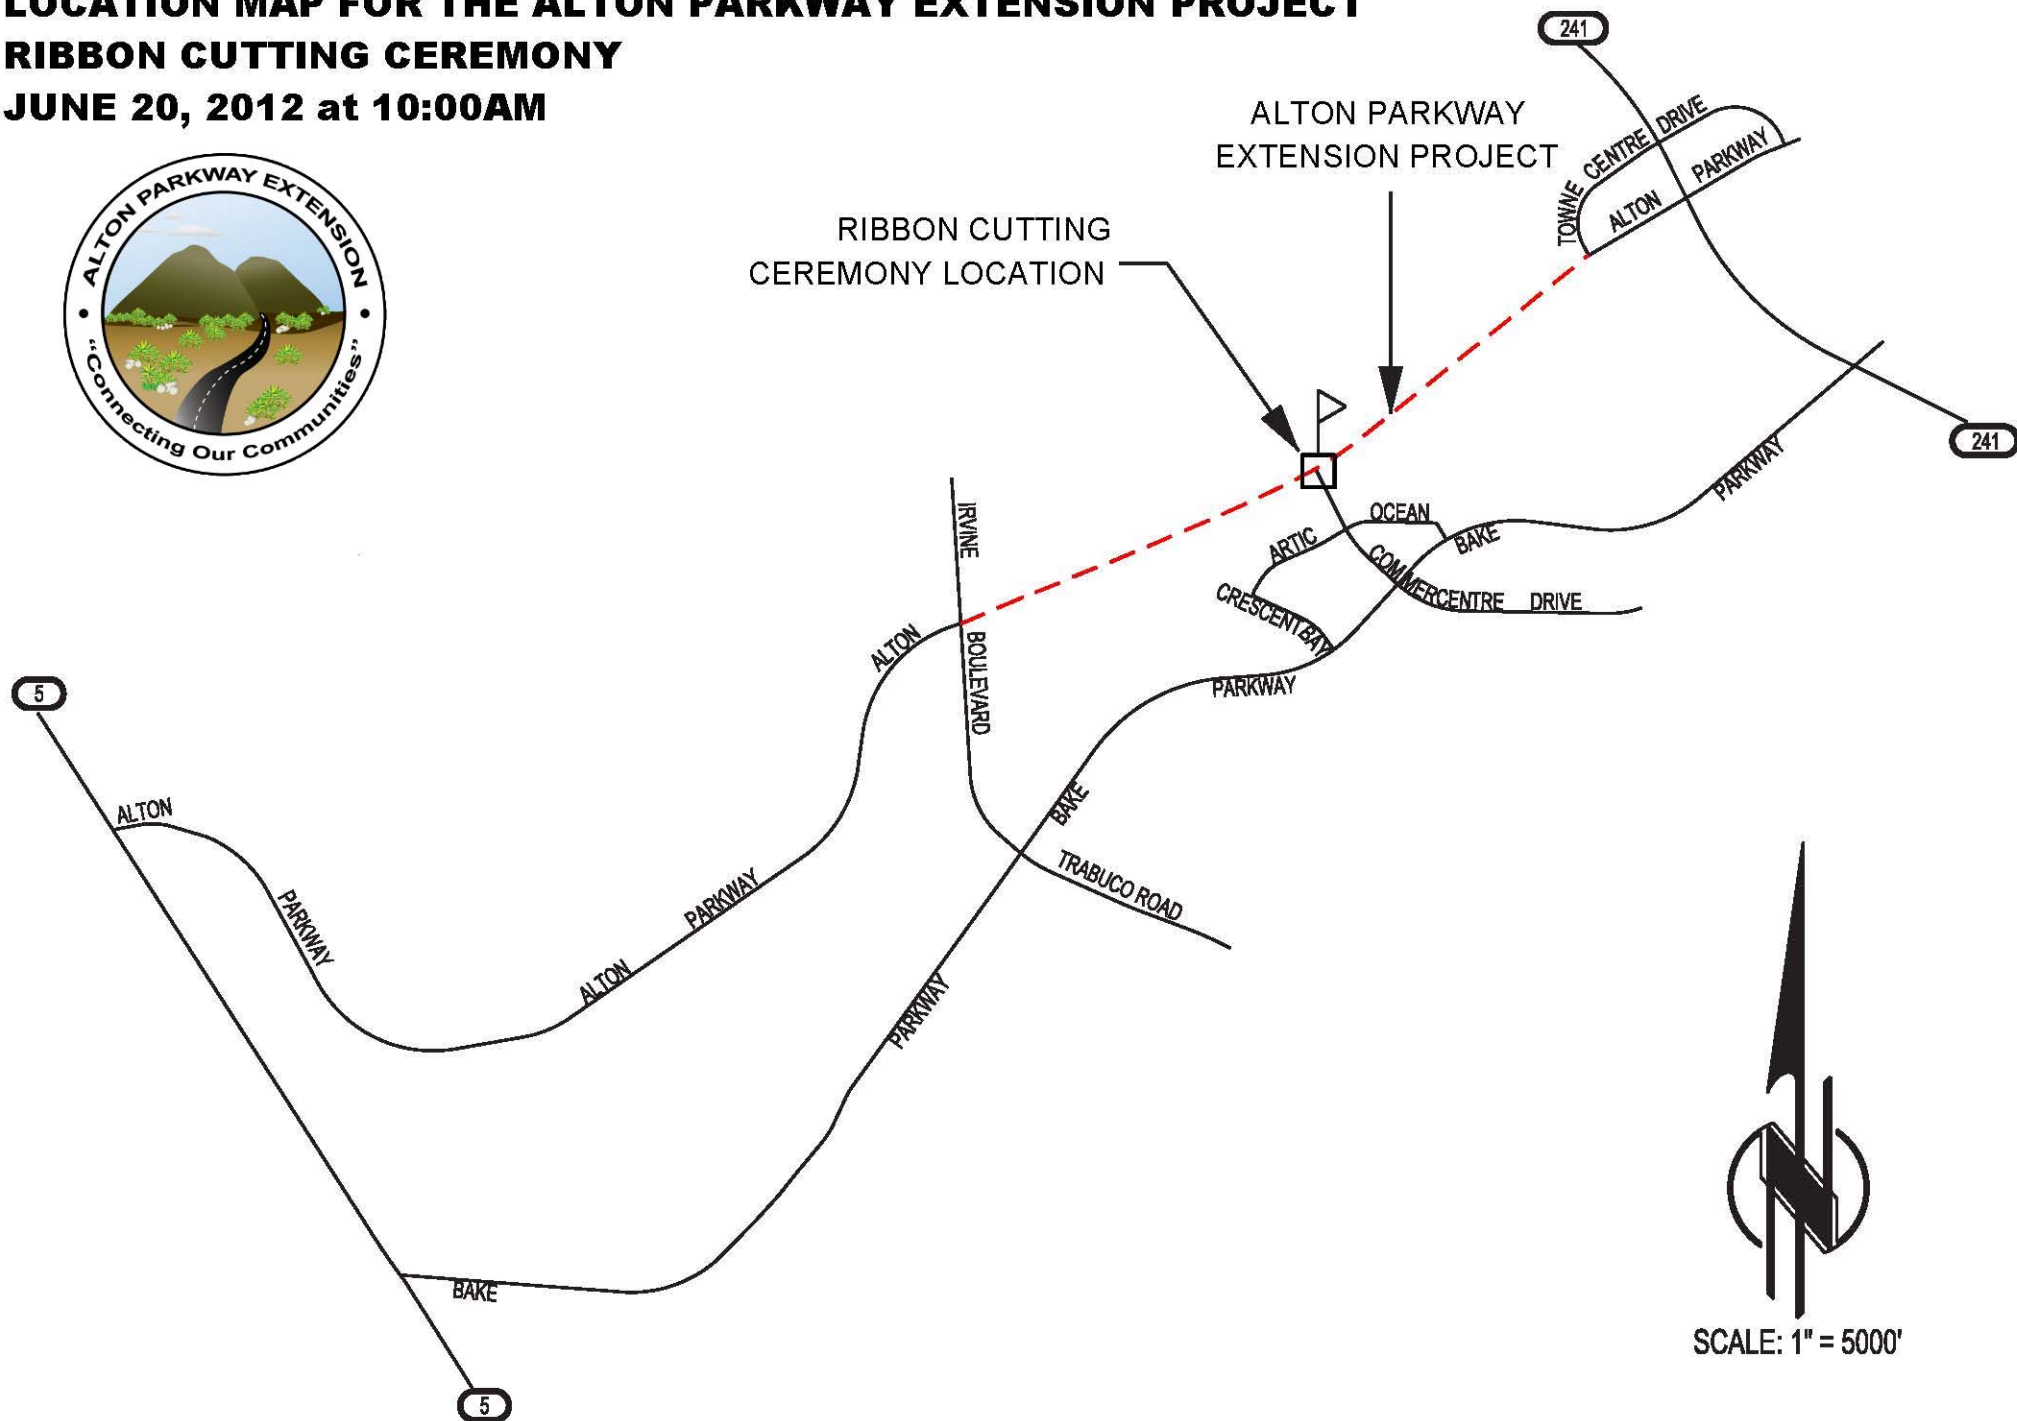 LOCATION MAP FOR THE ALTON PARKWAY EXTENSION PROJECT
RIBBON CUTTING CEREMONY
JUNE 20, 2012 at 10:00AM
ALTON PARKWAY EXTENSION
"Connecting Our Communities"
241
ALTON PARKWAY
EXTENSION PROJECT
TOWNE CENTRE DRIVE
ALTON PARKWAY
RIBBON CUTTING
CEREMONY LOCATION
241
PARKWAY
IRVINE
BOULEVARD
OCEAN
ARTIC
BAKE
COMMERCENTRE DRIVE
CRESCENT BAY
ALTON
PARKWAY
5
BAKE
ALTON
PARKWAY
TRABUCO ROAD
PARKWAY
ALTON
PARKWAY
BAKE
5
N
SCALE: 1" = 5000'